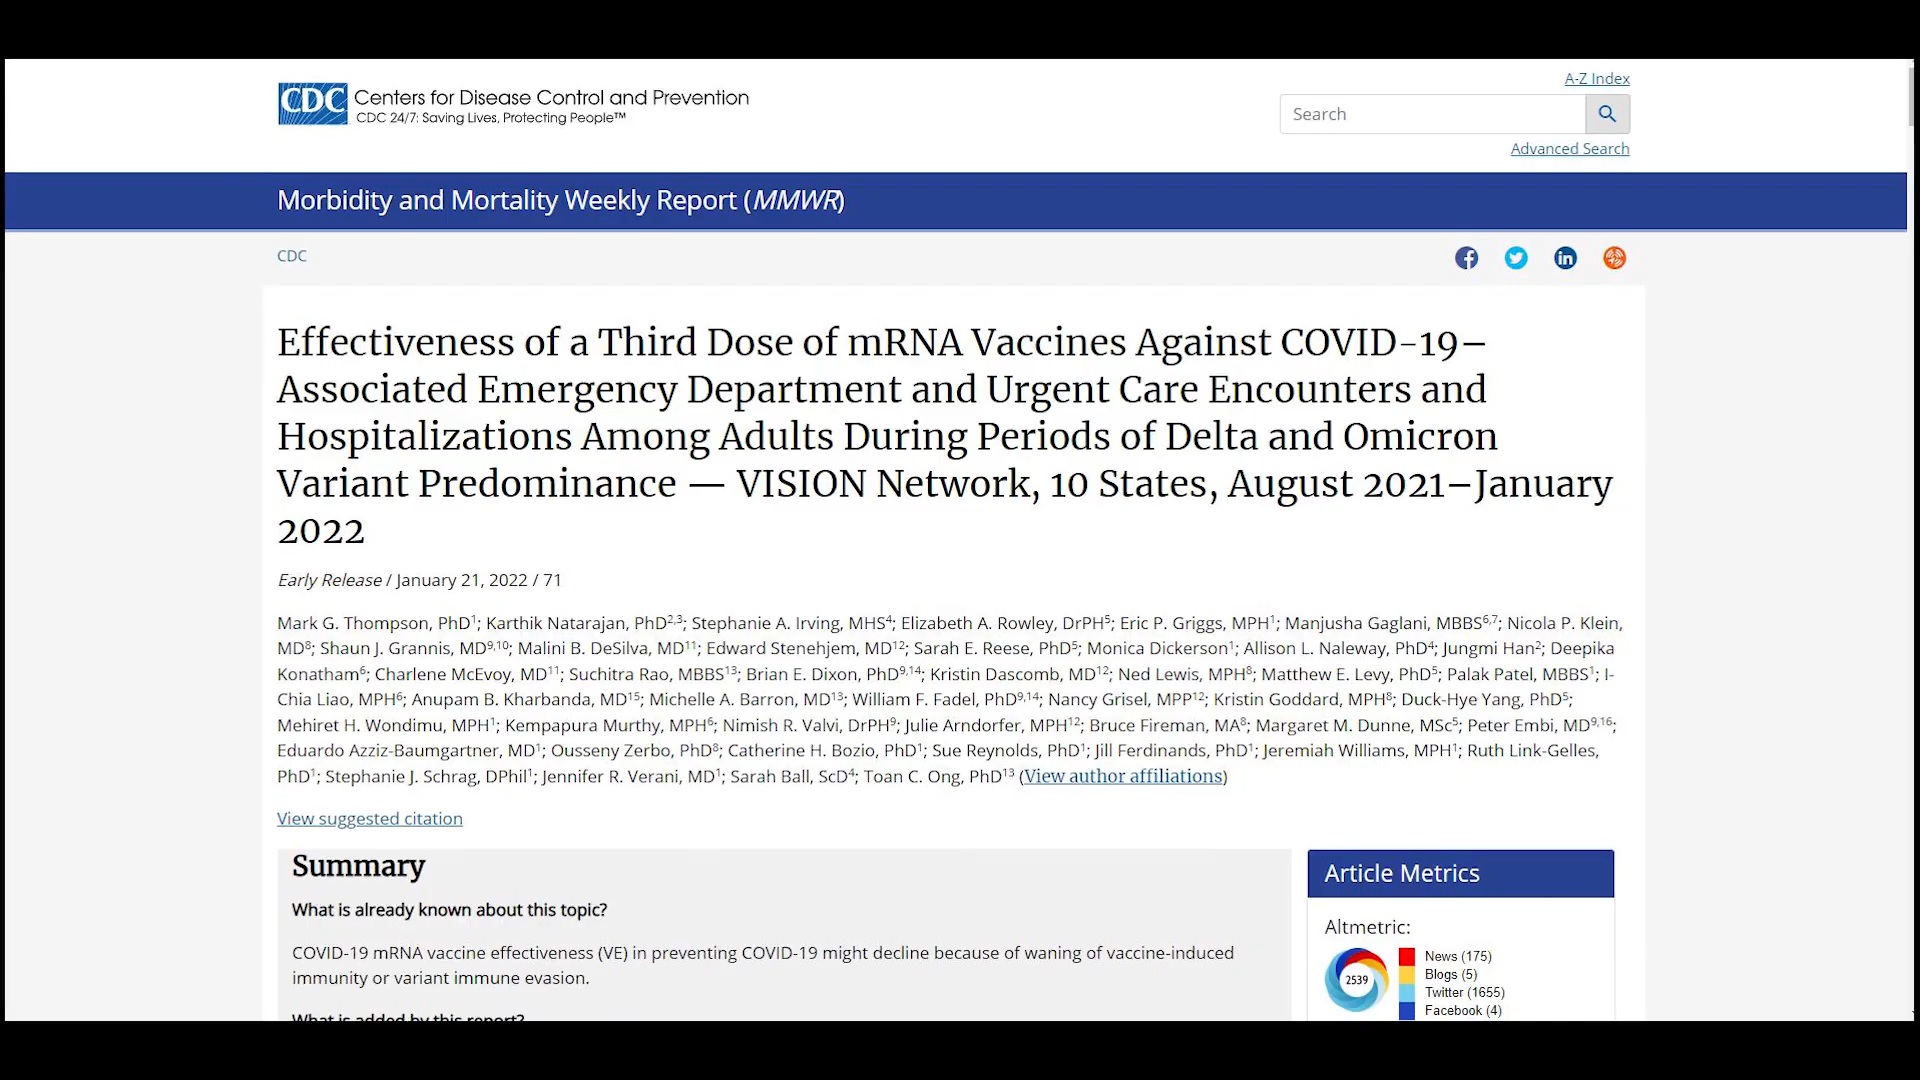 A-Z Index
CDC Centers for Disease Control and Prevention
CDC 24/7: Saving Lives, Protecting People™
Search
Advanced Search
Morbidity and Mortality Weekly Report (MMWR)
CDC
Effectiveness of a Third Dose of mRNA Vaccines Against COVID-19–
Associated Emergency Department and Urgent Care Encounters and
Hospitalizations Among Adults During Periods of Delta and Omicron
Variant Predominance — VISION Network, 10 States, August 2021–January
2022
Early Release / January 21, 2022 / 71
Mark G. Thompson, PhD1; Karthik Natarajan, PhD2,3; Stephanie A. Irving, MHS4; Elizabeth A. Rowley, DrPH5; Eric P. Griggs, MPH1; Manjusha Gaglani, MBBS6,7; Nicola P. Klein,
MD8; Shaun J. Grannis, MD9,10; Malini B. DeSilva, MD11; Edward Stenehjem, MD12; Sarah E. Reese, PhD5; Monica Dickerson1; Allison L. Naleway, PhD4; Jungmi Han2; Deepika
Konatham6; Charlene McEvoy, MD11; Suchitra Rao, MBBS13; Brian E. Dixon, PhD9,14; Kristin Dascomb, MD12; Ned Lewis, MPH8; Matthew E. Levy, PhD5; Palak Patel, MBBS1; I-
Chia Liao, MPH6; Anupam B. Kharbanda, MD15; Michelle A. Barron, MD13; William F. Fadel, PhD9,14; Nancy Grisel, MPP12; Kristin Goddard, MPH8; Duck-Hye Yang, PhD5;
Mehiret H. Wondimu, MPH1; Kempapura Murthy, MPH6; Nimish R. Valvi, DrPH9; Julie Arndorfer, MPH12; Bruce Fireman, MA8; Margaret M. Dunne, MSc5; Peter Embi, MD9,16;
Eduardo Azziz-Baumgartner, MD1; Ousseny Zerbo, PhD8; Catherine H. Bozio, PhD1; Sue Reynolds, PhD1; Jill Ferdinands, PhD1; Jeremiah Williams, MPH1; Ruth Link-Gelles,
PhD1; Stephanie J. Schrag, DPhil1; Jennifer R. Verani, MD1; Sarah Ball, ScD4; Toan C. Ong, PhD13 (View author affiliations)
View suggested citation
Summary
What is already known about this topic?
COVID-19 mRNA vaccine effectiveness (VE) in preventing COVID-19 might decline because of waning of vaccine-induced
immunity or variant immune evasion.
What is added by this report?
Article Metrics
Altmetric:
2539
News (175)
Blogs (5)
Twitter (1655)
Facebook (4)